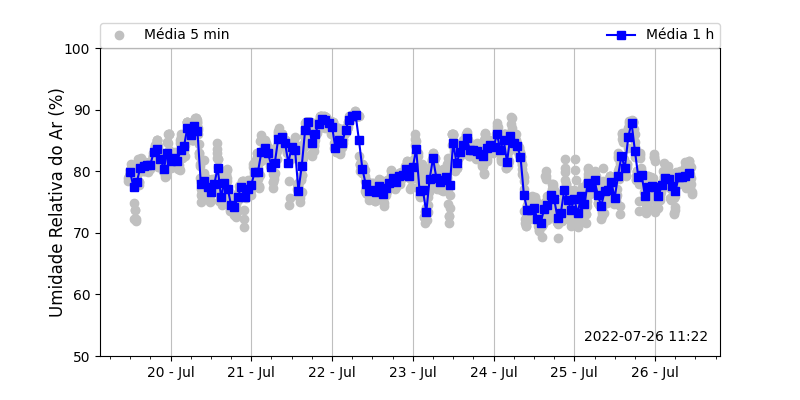 Média 5 min
Média 1 h
100
90
80
70
60
50
Umidade Relativa do Ar (%)
2022-07-26 11:22
20 - Jul
21 - Jul
22 - Jul
23 - Jul
24 - Jul
25 - Jul
26 - Jul